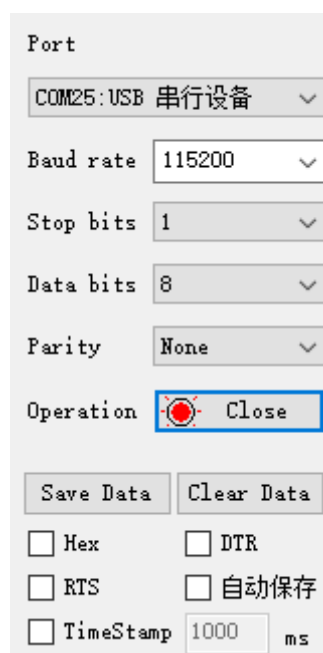 Port
COM25:USB 串行设备
Baud rate 115200
Stop bits 1
Data bits 8
Parity None
Operation Close
Save Data Clear Data
Hex DTR
RTS 自动保存
TimeStamp 1000 ms